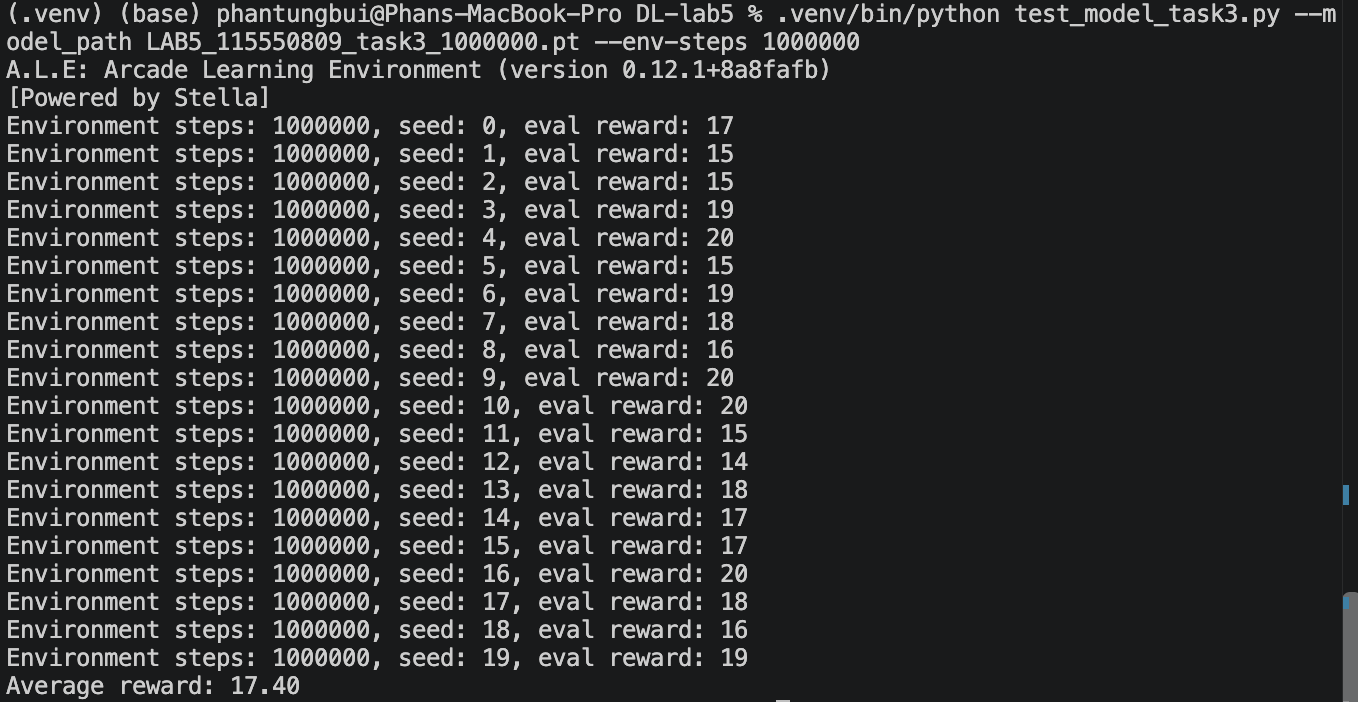 (.venv) (base) phantungbui@Phans-MacBook-Pro DL-lab5 % .venv/bin/python test_model_task3.py --m
odel_path LAB5_115550809_task3_1000000.pt --env-steps 1000000
A.L.E: Arcade Learning Environment (version 0.12.1+8a8fafb)
[Powered by Stella]
Environment steps: 1000000, seed: 0, eval reward: 17
Environment steps: 1000000, seed: 1, eval reward: 15
Environment steps: 1000000, seed: 2, eval reward: 15
Environment steps: 1000000, seed: 3, eval reward: 19
Environment steps: 1000000, seed: 4, eval reward: 20
Environment steps: 1000000, seed: 5, eval reward: 15
Environment steps: 1000000, seed: 6, eval reward: 19
Environment steps: 1000000, seed: 7, eval reward: 18
Environment steps: 1000000, seed: 8, eval reward: 16
Environment steps: 1000000, seed: 9, eval reward: 20
Environment steps: 1000000, seed: 10, eval reward: 20
Environment steps: 1000000, seed: 11, eval reward: 15
Environment steps: 1000000, seed: 12, eval reward: 14
Environment steps: 1000000, seed: 13, eval reward: 18
Environment steps: 1000000, seed: 14, eval reward: 17
Environment steps: 1000000, seed: 15, eval reward: 17
Environment steps: 1000000, seed: 16, eval reward: 20
Environment steps: 1000000, seed: 17, eval reward: 18
Environment steps: 1000000, seed: 18, eval reward: 16
Environment steps: 1000000, seed: 19, eval reward: 19
Average reward: 17.40